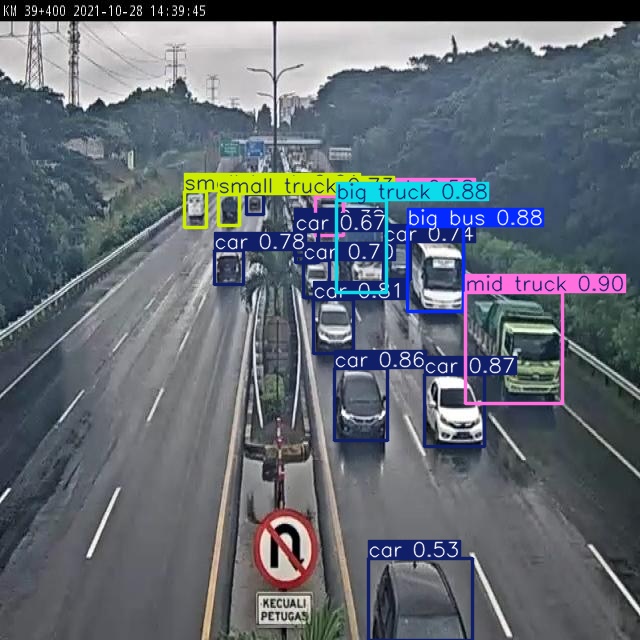 KM 39+400 2021-10-28 14:39:45
small truck
big truck 0.88
car 0.67
big bus 0.88
car 0.74
car 0.78
car 0.70
mid truck 0.90
car 0.81
car 0.86
car 0.87
car 0.53
KECUALI
PETUGAS